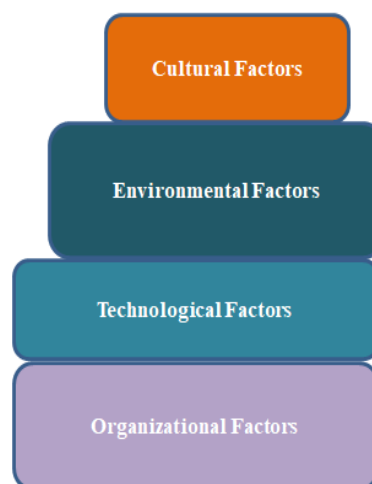 Cultural Factors
Environmental Factors
Technological Factors
Organizational Factors